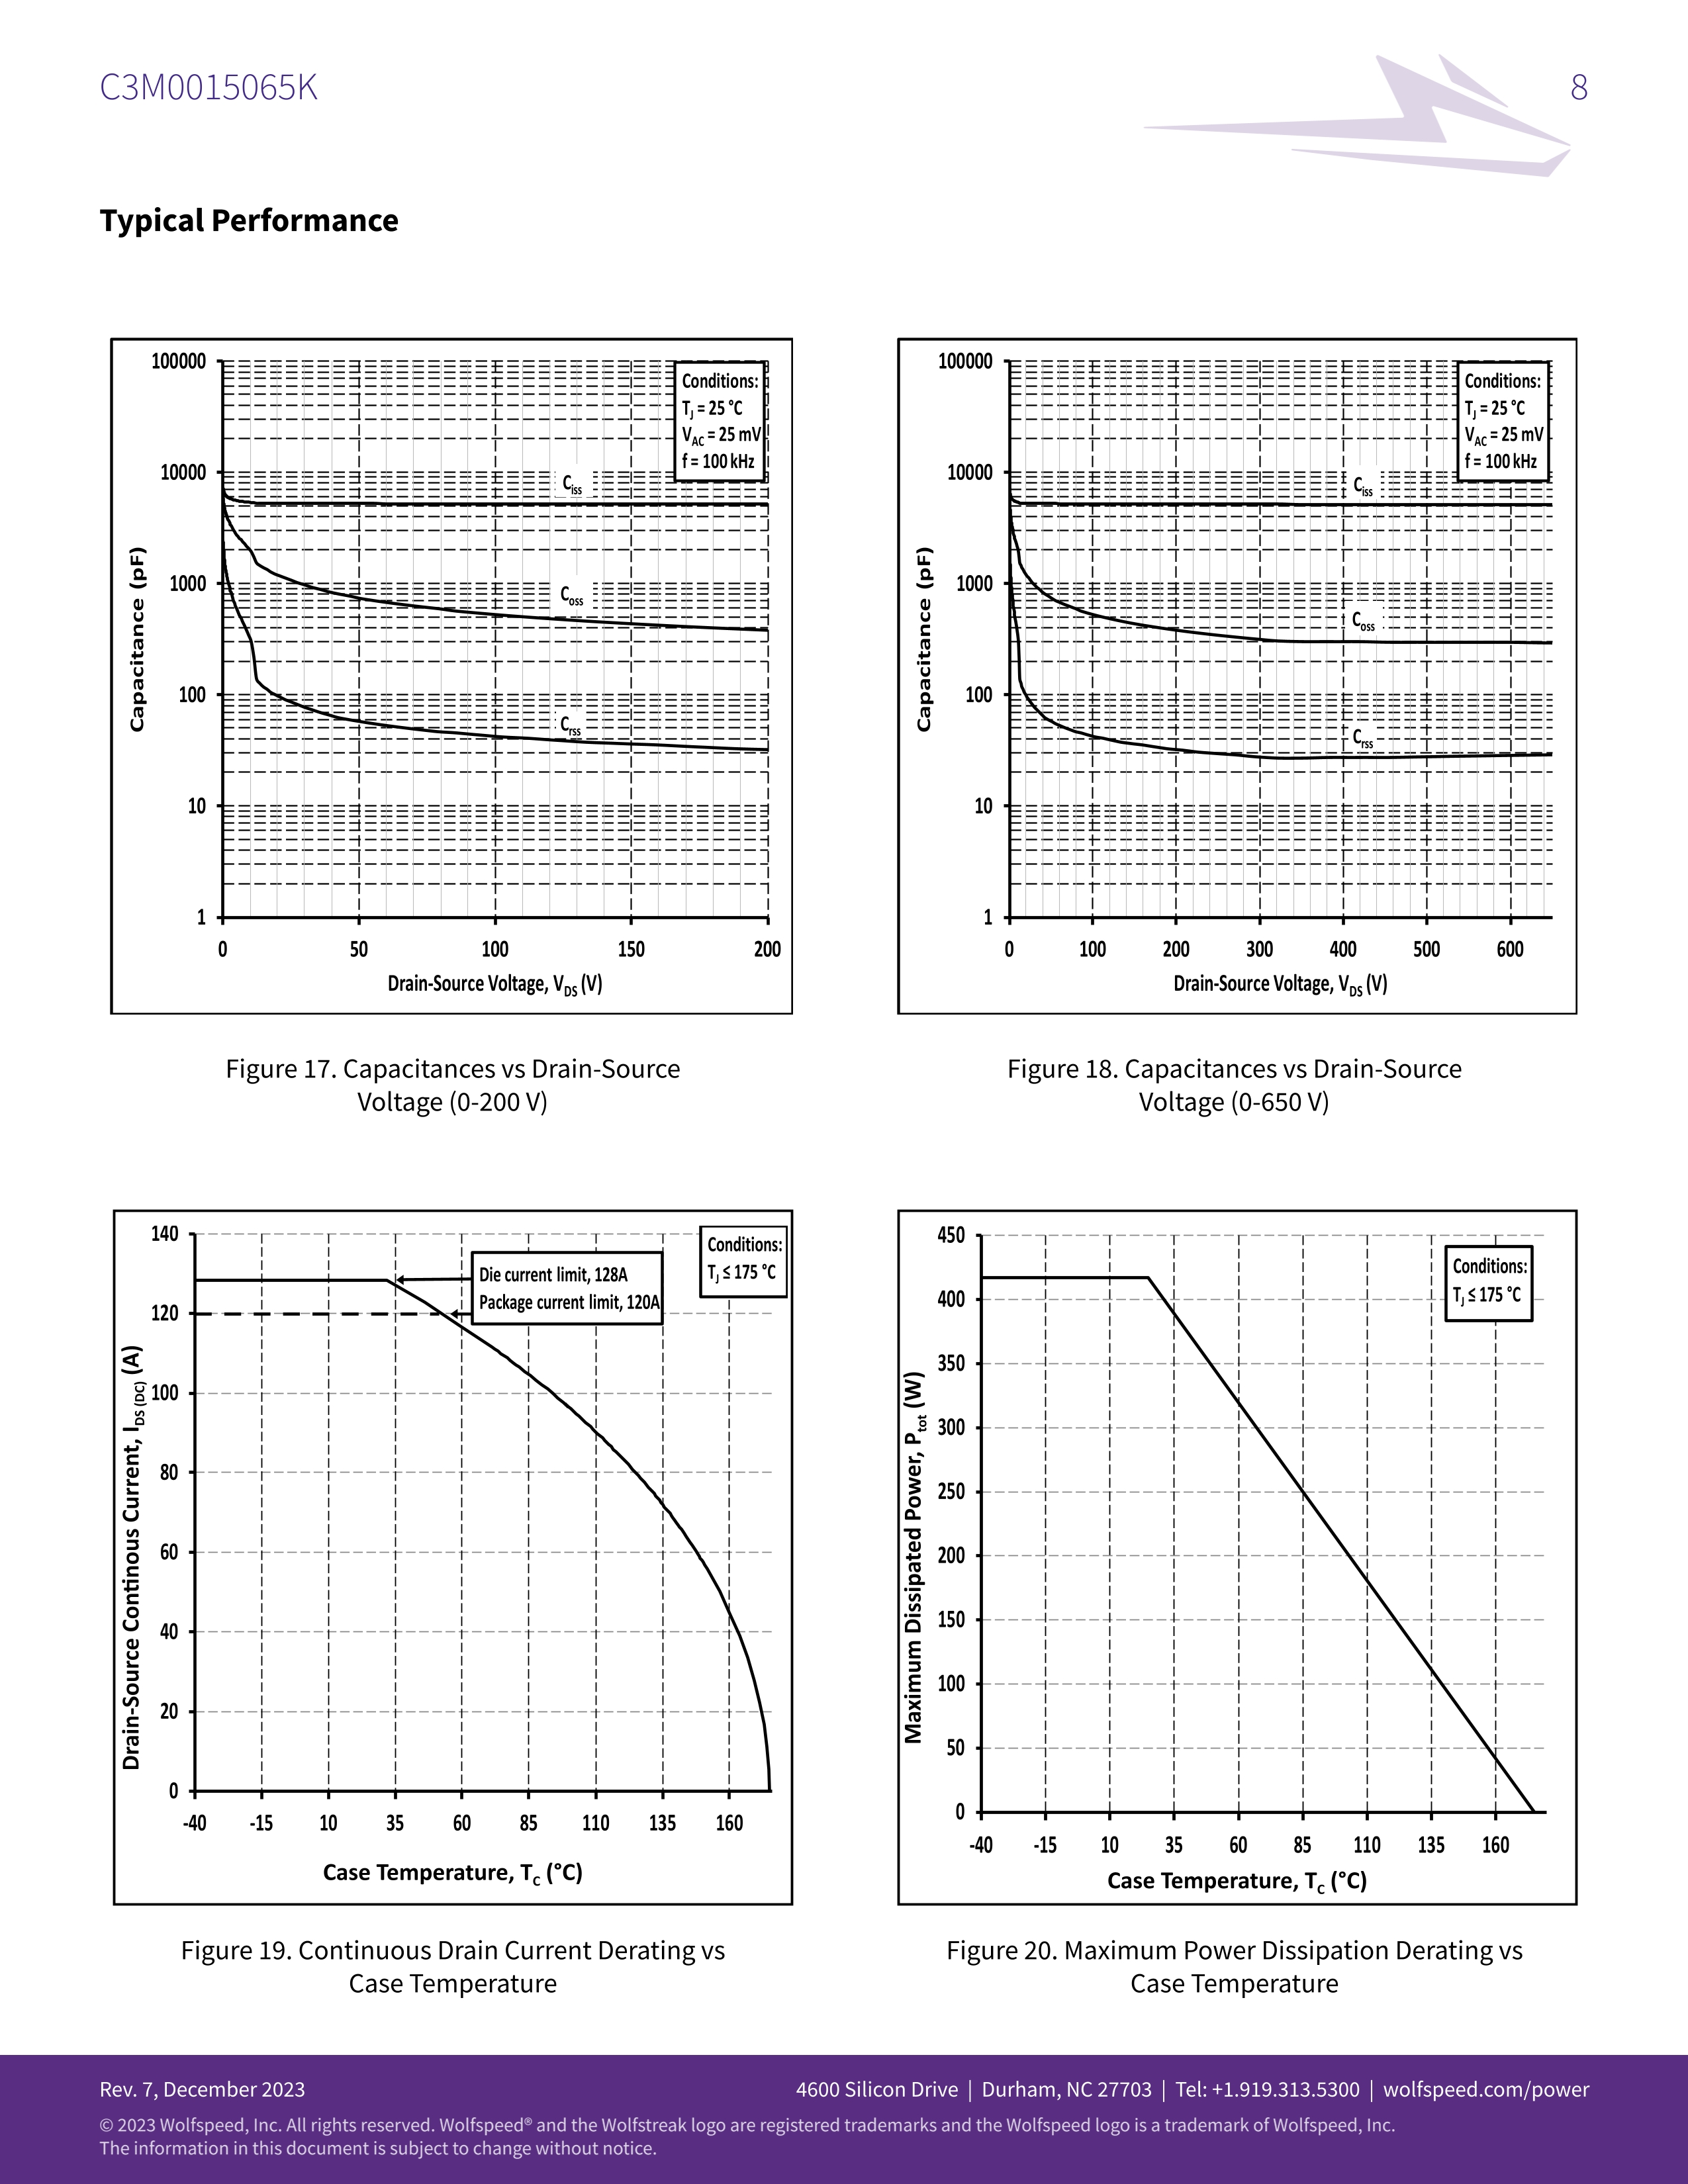 C3M0015065K
8
Typical Performance
100000
10000
1000
100
10
1
Capacitance (pF)
Conditions:
TJ = 25 °C
VAC = 25 mV
f = 100 kHz
Ciss
Coss
Crss
0 50 100 150 200
Drain-Source Voltage, VDS (V)
Figure 17. Capacitances vs Drain-Source
Voltage (0-200 V)
100000
10000
1000
100
10
1
Capacitance (pF)
Conditions:
TJ = 25 °C
VAC = 25 mV
f = 100 kHz
Ciss
Coss
Crss
0 100 200 300 400 500 600
Drain-Source Voltage, VDS (V)
Figure 18. Capacitances vs Drain-Source
Voltage (0-650 V)
140
120
100
80
60
40
20
0
Drain-Source Continous Current, IDS (DC) (A)
Conditions:
TJ ≤ 175 °C
Die current limit, 128A
Package current limit, 120A
-40 -15 10 35 60 85 110 135 160
Case Temperature, TC (°C)
Figure 19. Continuous Drain Current Derating vs
Case Temperature
450
400
350
300
250
200
150
100
50
0
Maximum Dissipated Power, Ptot (W)
Conditions:
TJ ≤ 175 °C
-40 -15 10 35 60 85 110 135 160
Case Temperature, TC (°C)
Figure 20. Maximum Power Dissipation Derating vs
Case Temperature
Rev. 7, December 2023
4600 Silicon Drive | Durham, NC 27703 | Tel: +1.919.313.5300 | wolfspeed.com/power
© 2023 Wolfspeed, Inc. All rights reserved. Wolfspeed® and the Wolfstreak logo are registered trademarks and the Wolfspeed logo is a trademark of Wolfspeed, Inc.
The information in this document is subject to change without notice.